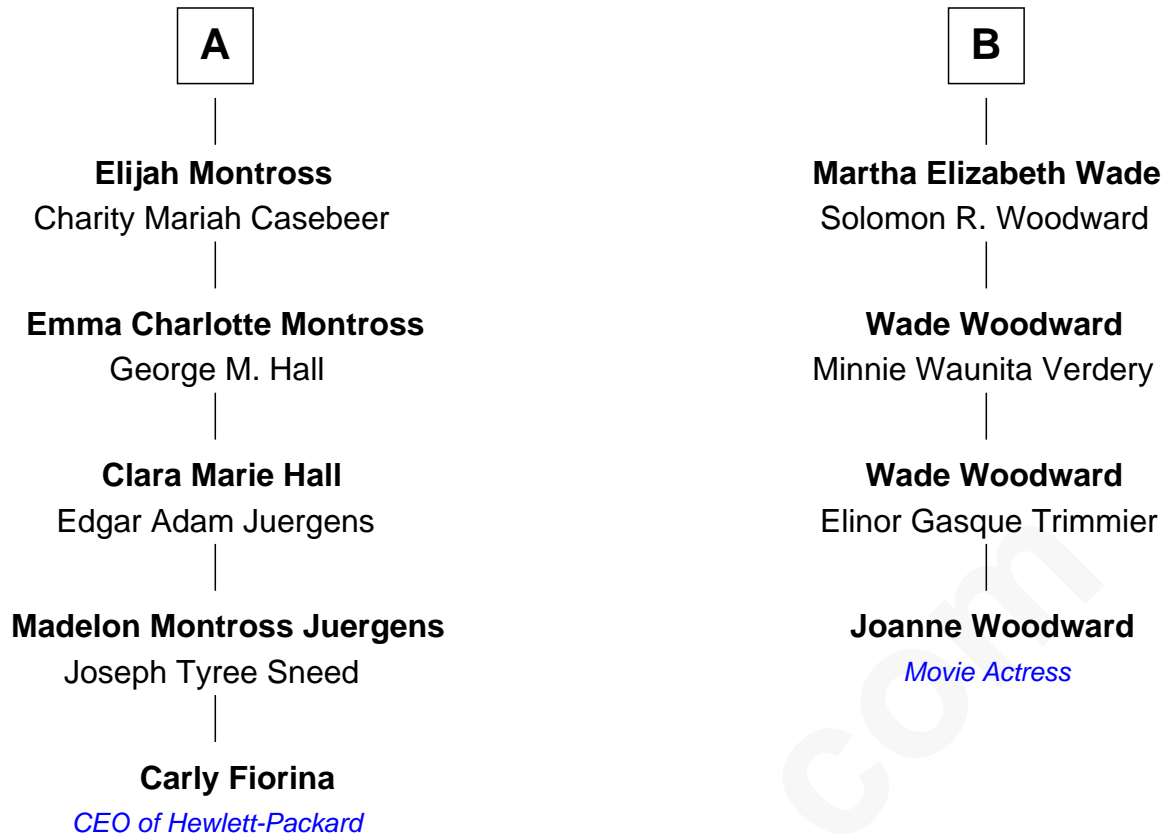 A
Elijah Montross
Charity Mariah Casebeer
Emma Charlotte Montross
George M. Hall
Clara Marie Hall
Edgar Adam Juergens
Madelon Montross Juergens
Joseph Tyree Sneed
Carly Fiorina
CEO of Hewlett-Packard
B
Martha Elizabeth Wade
Solomon R. Woodward
Wade Woodward
Minnie Waunita Verdery
Wade Woodward
Elinor Gasque Trimmier
Joanne Woodward
Movie Actress
com